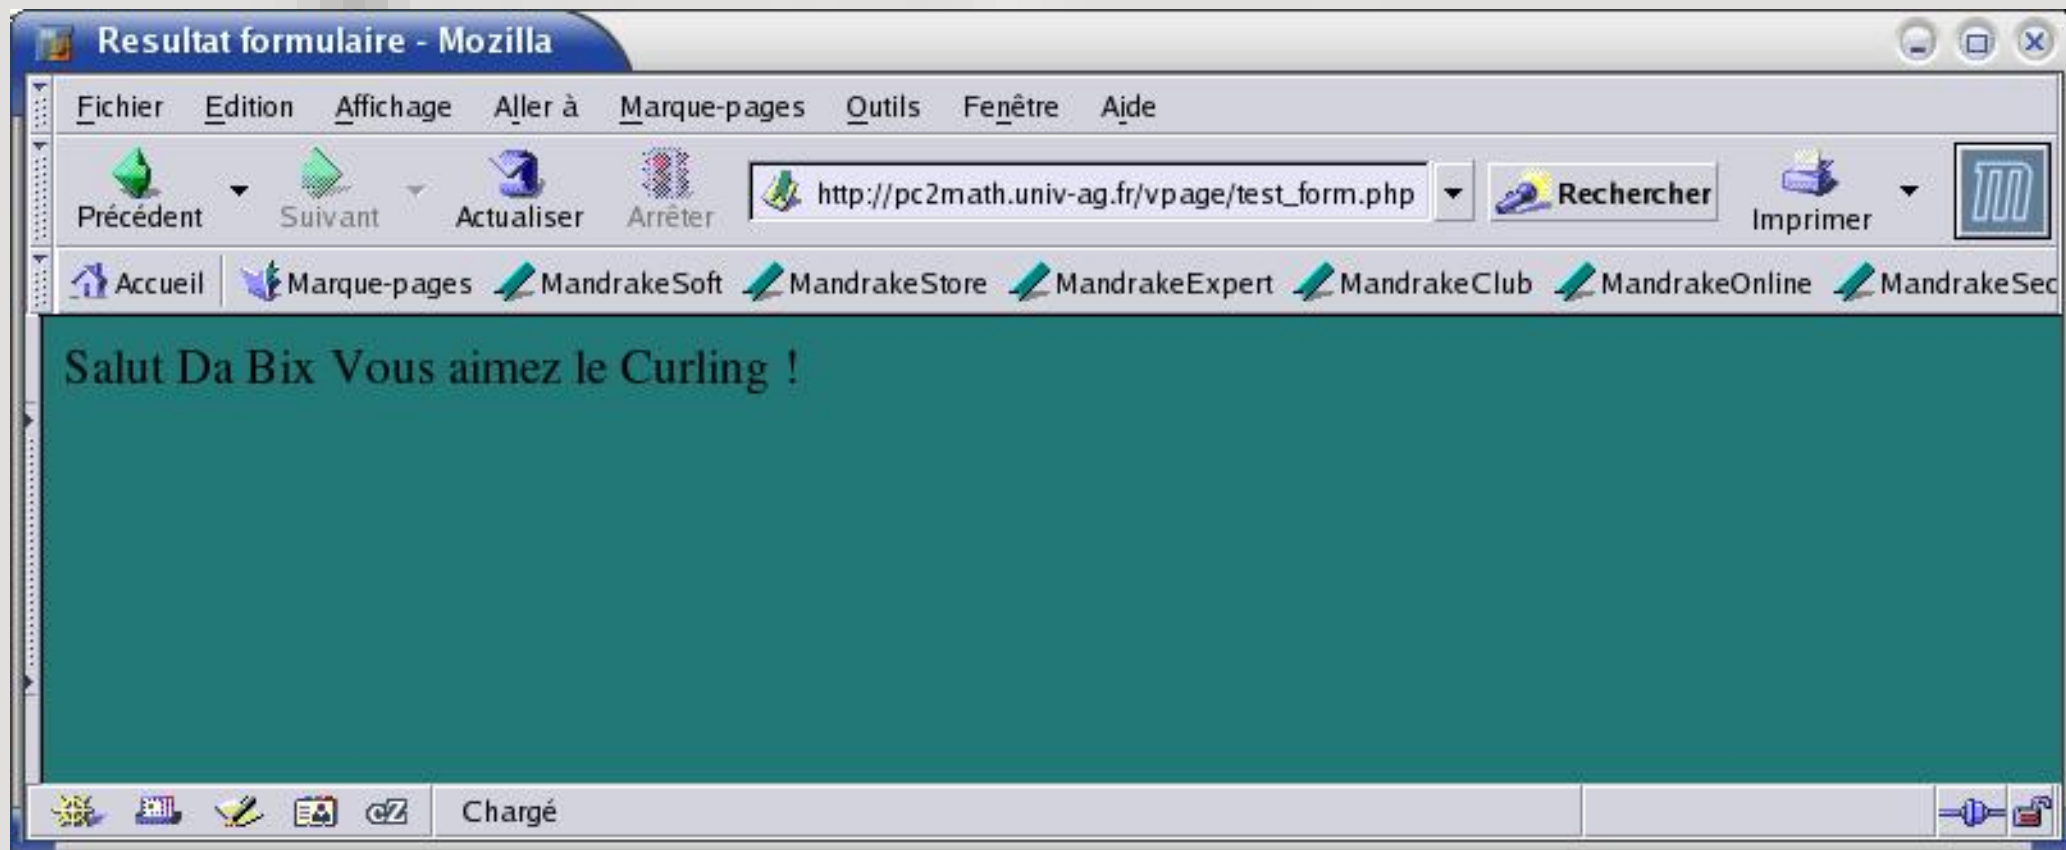 Resultat formulaire - Mozilla
Fichier Edition Affichage Aller à Marque-pages Outils Fenêtre Aide
Précédent Suivant Actualiser Arrêter http://pc2math.univ-ag.fr/vpage/test_form.php Rechercher Imprimer
Accueil Marque-pages MandrakeSoft MandrakeStore MandrakeExpert MandrakeClub MandrakeOnline MandrakeSec
Salut Da Bix Vous aimez le Curling !
cZ Chargé